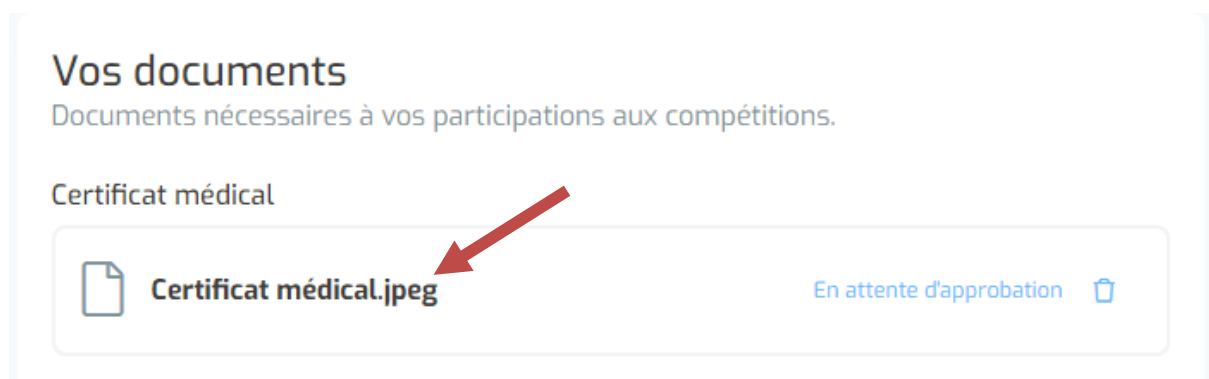 Vos documents
Documents nécessaires à vos participations aux compétitions.
Certificat médical
Certificat médical.jpeg En attente d'approbation